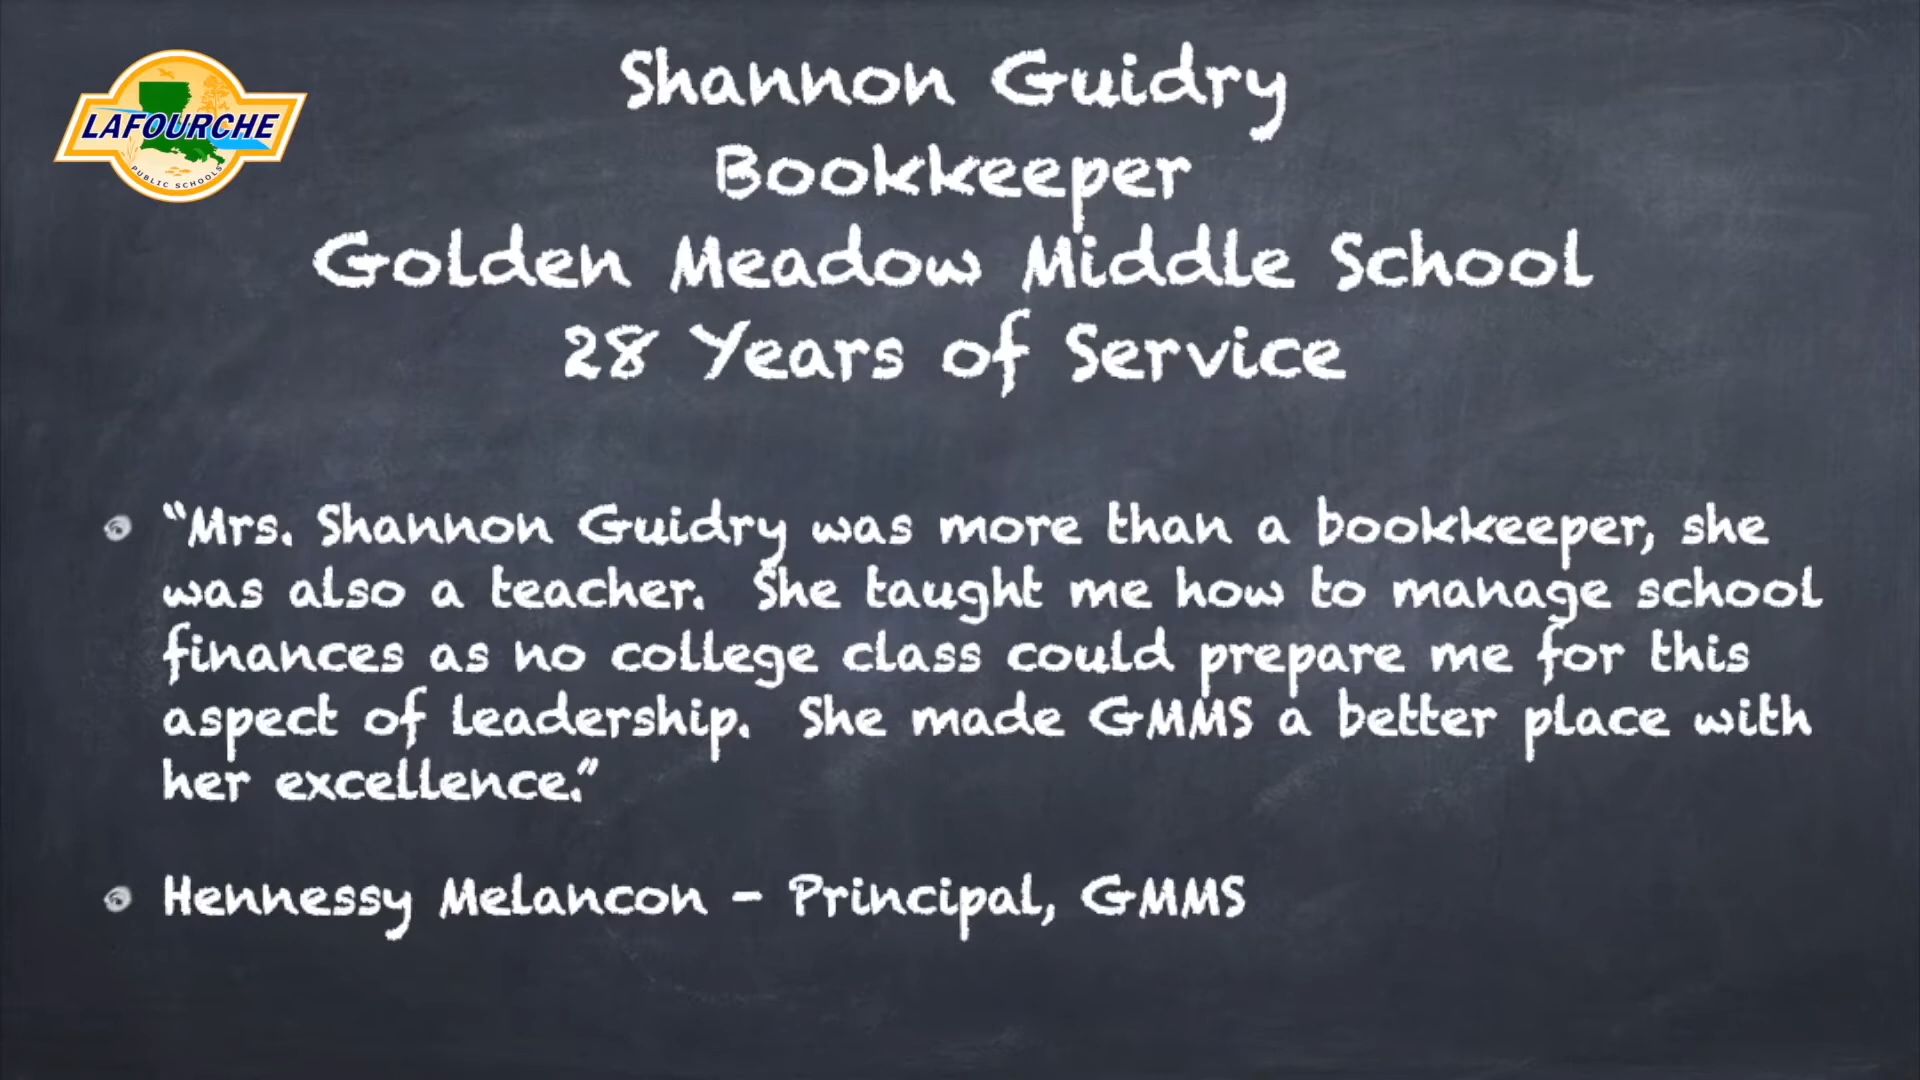 LAFOURCHE
PUBLIC SCHOOLS
Shannon Guidry
Bookkeeper
Golden Meadow Middle School
28 Years of Service
“Mrs. Shannon Guidry was more than a bookkeeper, she
was also a teacher.  She taught me how to manage school
finances as no college class could prepare me for this
aspect of leadership.  She made GMMS a better place with
her excellence.”
Hennessy Melancon - Principal, GMMS